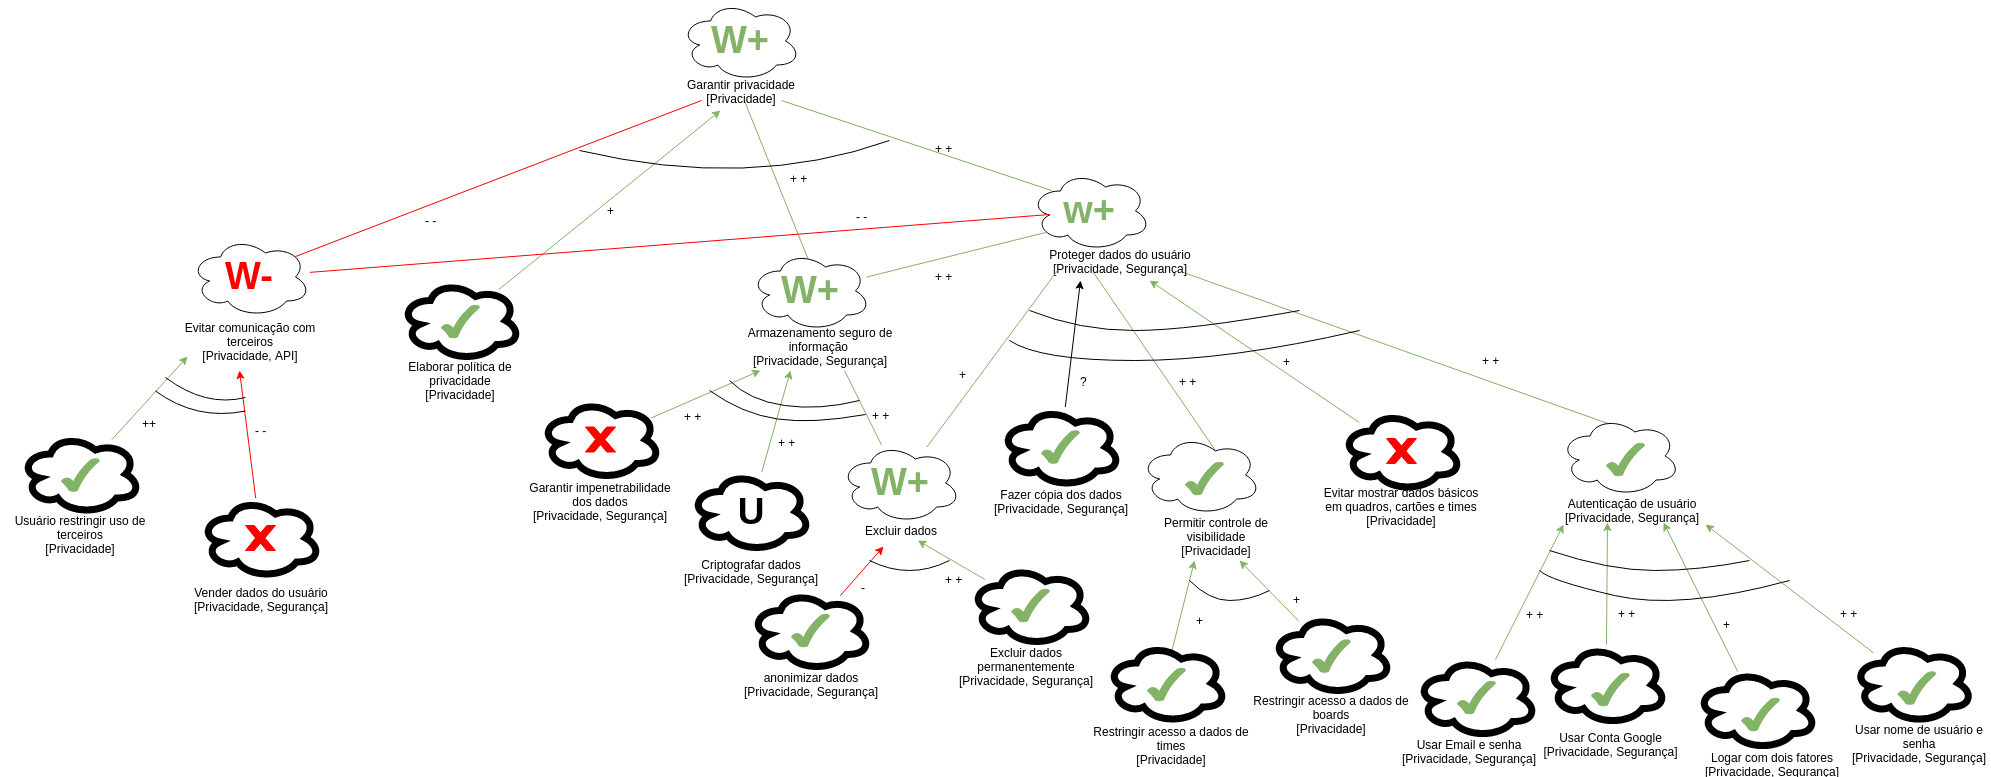 W+
Garantir privacidade
[Privacidade]
+ +
+ +
+
- -
- -
w+
Proteger dados do usuário
[Privacidade, Segurança]
W-
Evitar comunicação com
terceiros
[Privacidade, API]
W+
Armazenamento seguro de
informação
[Privacidade, Segurança]
+ +
Elaborar política de
privacidade
[Privacidade]
++
- -
+ +
+ +
+ +
+
?
+ +
+
+ +
Usuário restringir uso de
terceiros
[Privacidade]
x
Vender dados do usuário
[Privacidade, Segurança]
x
Garantir impenetrabilidade
dos dados
[Privacidade, Segurança]
U
Criptografar dados
[Privacidade, Segurança]
W+
Excluir dados
Fazer cópia dos dados
[Privacidade, Segurança]
Permitir controle de
visibilidade
[Privacidade]
x
Evitar mostrar dados básicos
em quadros, cartões e times
[Privacidade]
Autenticação de usuário
[Privacidade, Segurança]
-
+ +
+
+
+ +
+ +
+
+ +
anonimizar dados
[Privacidade, Segurança]
Excluir dados
permanentemente
[Privacidade, Segurança]
Restringir acesso a dados de
times
[Privacidade]
Restringir acesso a dados de
boards
[Privacidade]
Usar Email e senha
[Privacidade, Segurança]
Usar Conta Google
[Privacidade, Segurança]
Logar com dois fatores
[Privacidade, Segurança]
Usar nome de usuário e
senha
[Privacidade, Segurança]